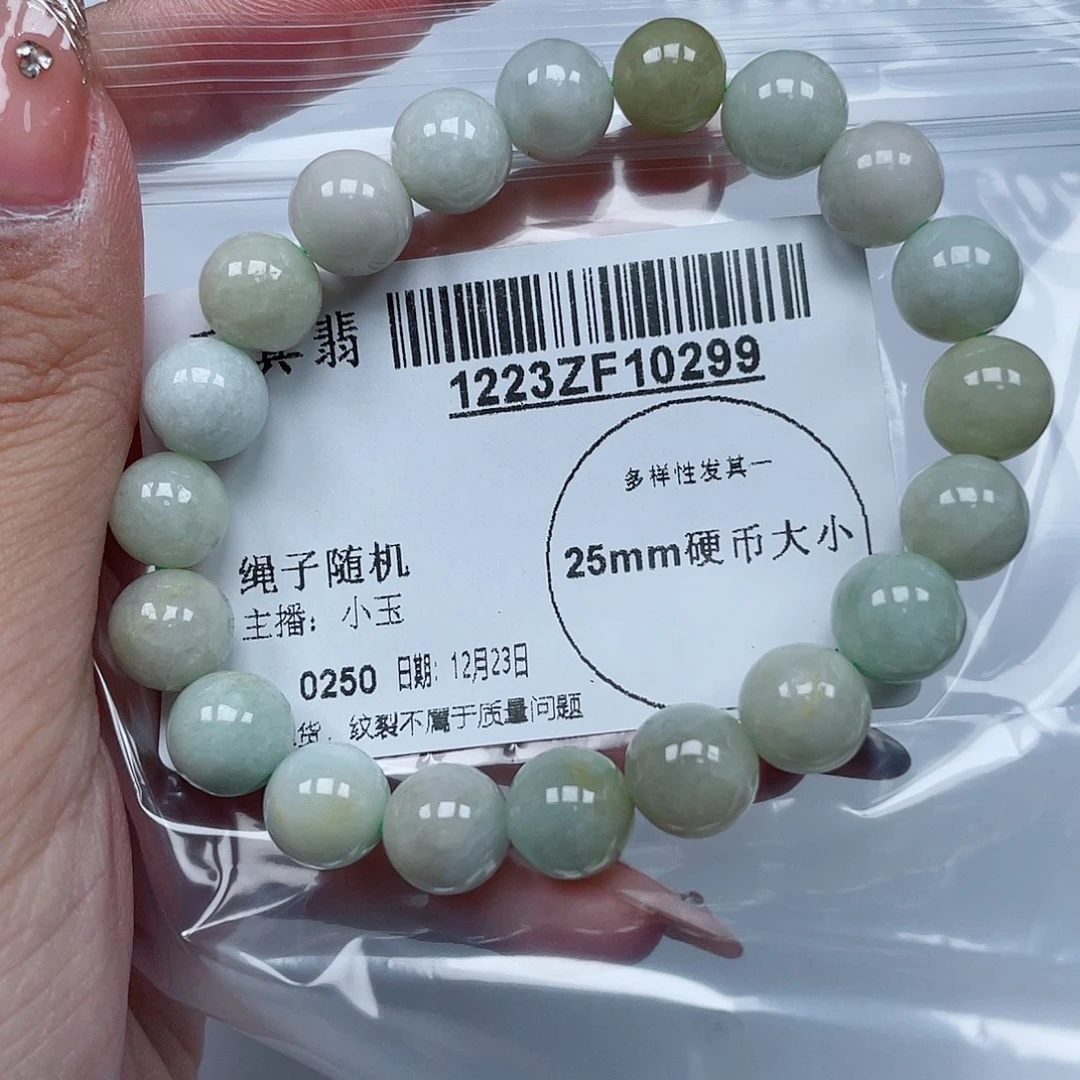 翡
1223ZF10299
多样性发其一
25mm硬币大小
绳子随机
主播：小玉
0250 日期：12月23日
货，纹裂不属于质量问题